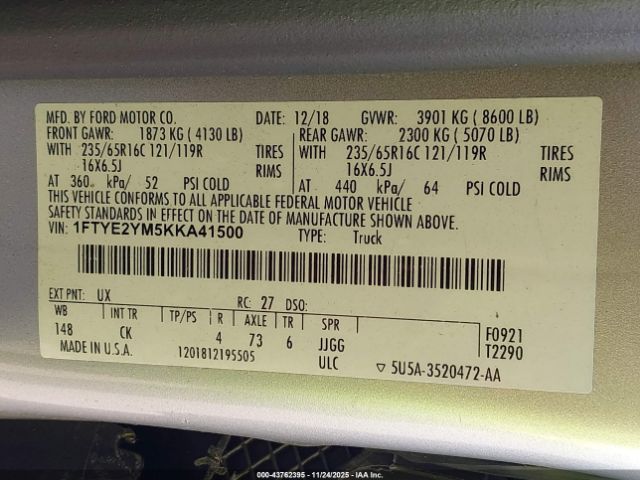 MFD. BY FORD MOTOR CO. DATE: 12/18 GVWR: 3901 KG ( 8600 LB)
FRONT GAWR: 1873 KG ( 4130 LB) REAR GAWR: 2300 KG ( 5070 LB)
WITH 235/65R16C 121/119R TIRES WITH 235/65R16C 121/119R TIRES
16X6.5J RIMS 16X6.5J RIMS
AT 360 kPa/ 52 PSI COLD AT 440 kPa/ 64 PSI COLD
THIS VEHICLE CONFORMS TO ALL APPLICABLE FEDERAL MOTOR VEHICLE
SAFETY STANDARDS IN EFFECT ON THE DATE OF MANUFACTURE SHOWN ABOVE.
VIN: 1FTYE2YM5KKA41500 TYPE: Truck
EXT PNT: UX RC: 27 DSO:
WB INT TR TP/PS R AXLE TR SPR
148 CK 4 73 6 JJGG F0921
ULC T2290
MADE IN U.S.A. 1201812195505 ▽ 5U5A-3520472-AA
000-43762395 - 11/24/2025 - IAAI.COM